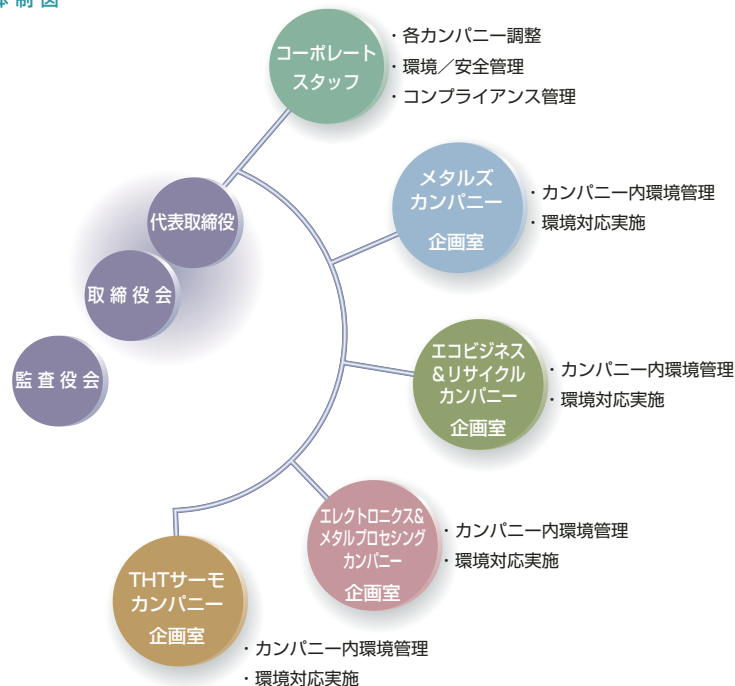 コーポレート
スタッフ
・各カンパニー調整
・環境／安全管理
・コンプライアンス管理
メタルズ
カンパニー
企画室
・カンパニー内環境管理
・環境対応実施
代表取締役
取締役会
監査役会
エコビジネス
&リサイクル
カンパニー
企画室
・カンパニー内環境管理
・環境対応実施
エレクトロニクス&
メタルプロセシング
カンパニー
企画室
・カンパニー内環境管理
・環境対応実施
THTサーモ
カンパニー
企画室
・カンパニー内環境管理
・環境対応実施